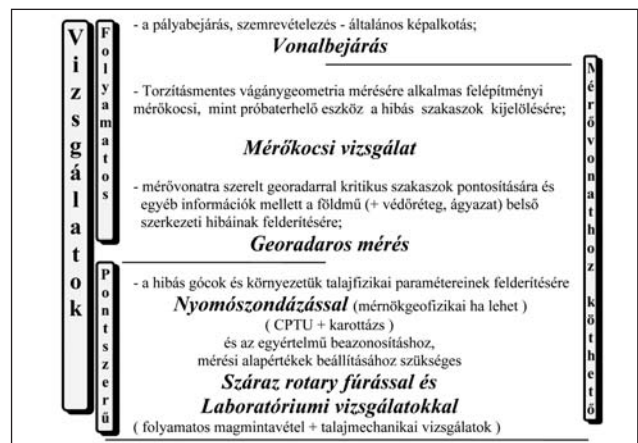 Vizsgálatok
Folyamatos
- a pályabejárás, szemrevételezés - általános képalkotás;
Vonalbejárás
- Torzításmentes vágánygeometria mérésére alkalmas felépítményi
mérőkocsi, mint próbaterhelő eszköz a hibás szakaszok kijelölésére;
Mérőkocsi vizsgálat
- mérővonatra szerelt georadarral kritikus szakaszok pontosítására és
egyéb információk mellett a földmű (+ védőréteg, ágyazat) belső
szerkezeti hibáinak felderítésére;
Georadaros mérés
Pontszerű
- a hibás gócok és környezetük talajfizikai paramétereinek felderítésére
Nyomószondázással (mérnökgeofizikai ha lehet )
( CPTU + karottázs )
és az egyértelmű beazonosításhoz,
mérési alapértékek beállításához szükséges
Száraz rotary fúrással és
Laboratóriumi vizsgálatokkal
( folyamatos magmintavétel + talajmechanikai vizsgálatok )
Mérővonathoz köthető